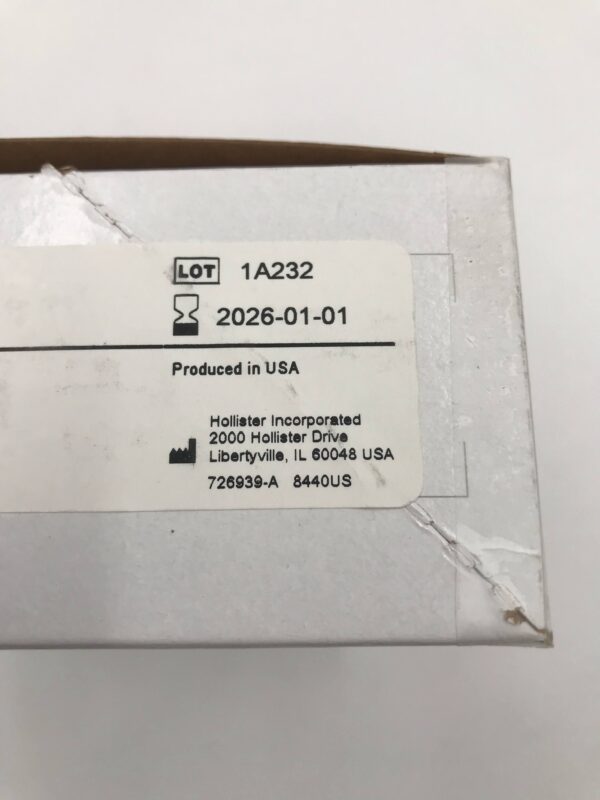 LOT 1A232
2026-01-01
Produced in USA
Hollister Incorporated
2000 Hollister Drive
Libertyville, IL 60048 USA
726939-A 8440US